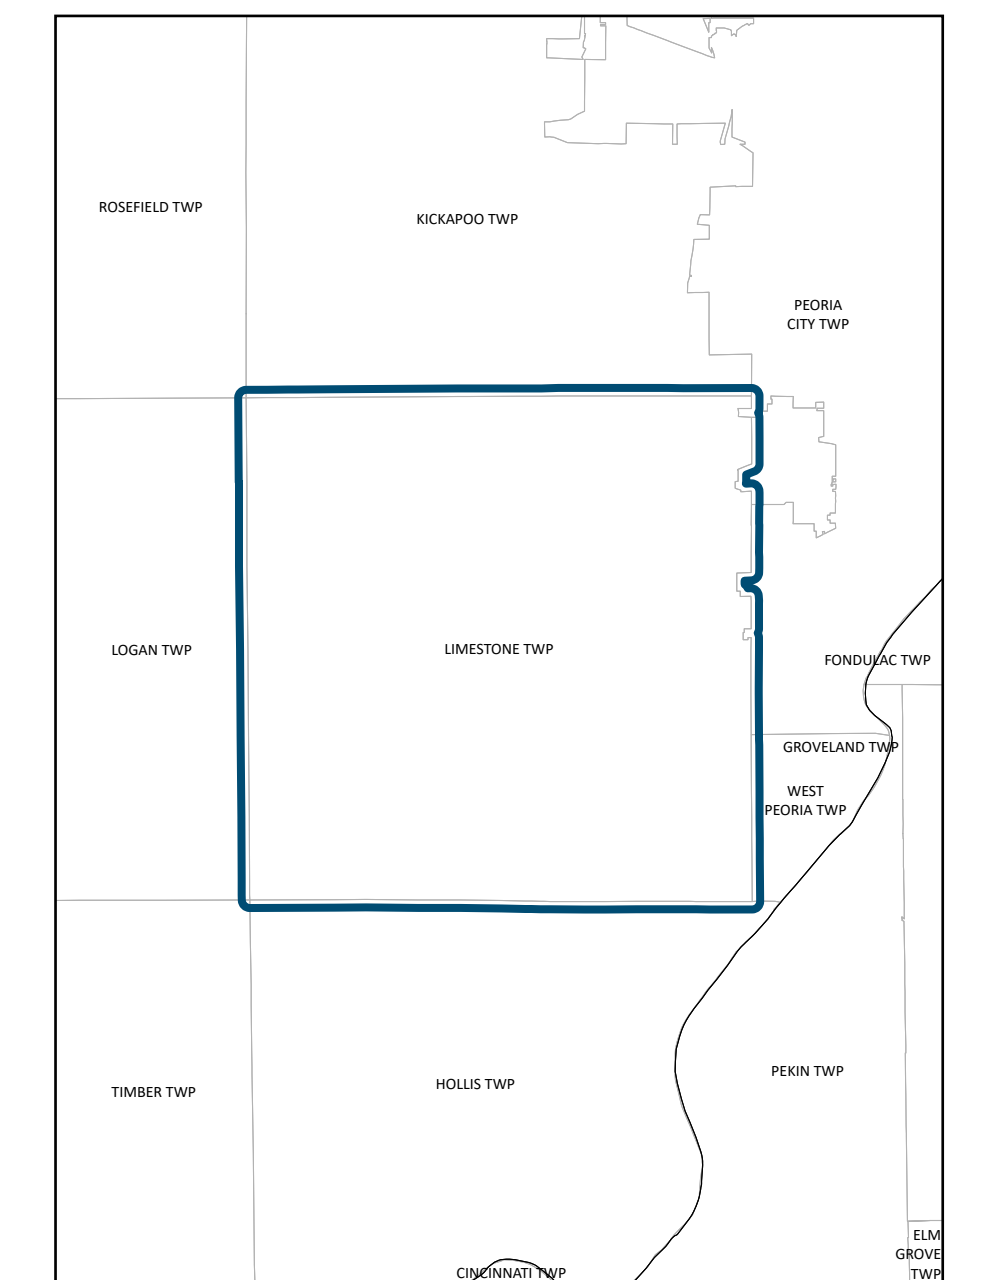 ROSEFIELD TWP
KICKAPOO TWP
PEORIA
CITY TWP
LOGAN TWP
LIMESTONE TWP
FONDULAC TWP
GROVELAND TWP
WEST
PEORIA TWP
TIMBER TWP
HOLLIS TWP
PEKIN TWP
ELM
GROVE
TWP
CINCINNATI TWP